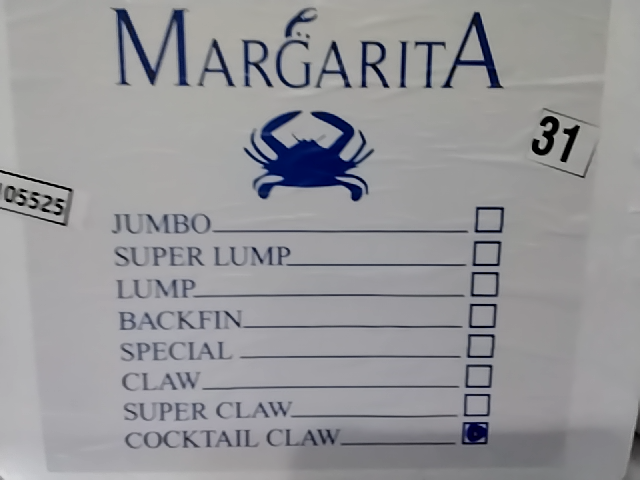 MARGARITA
31
105525
JUMBO
SUPER LUMP
LUMP
BACKFIN
SPECIAL
CLAW
SUPER CLAW
COCKTAIL CLAW